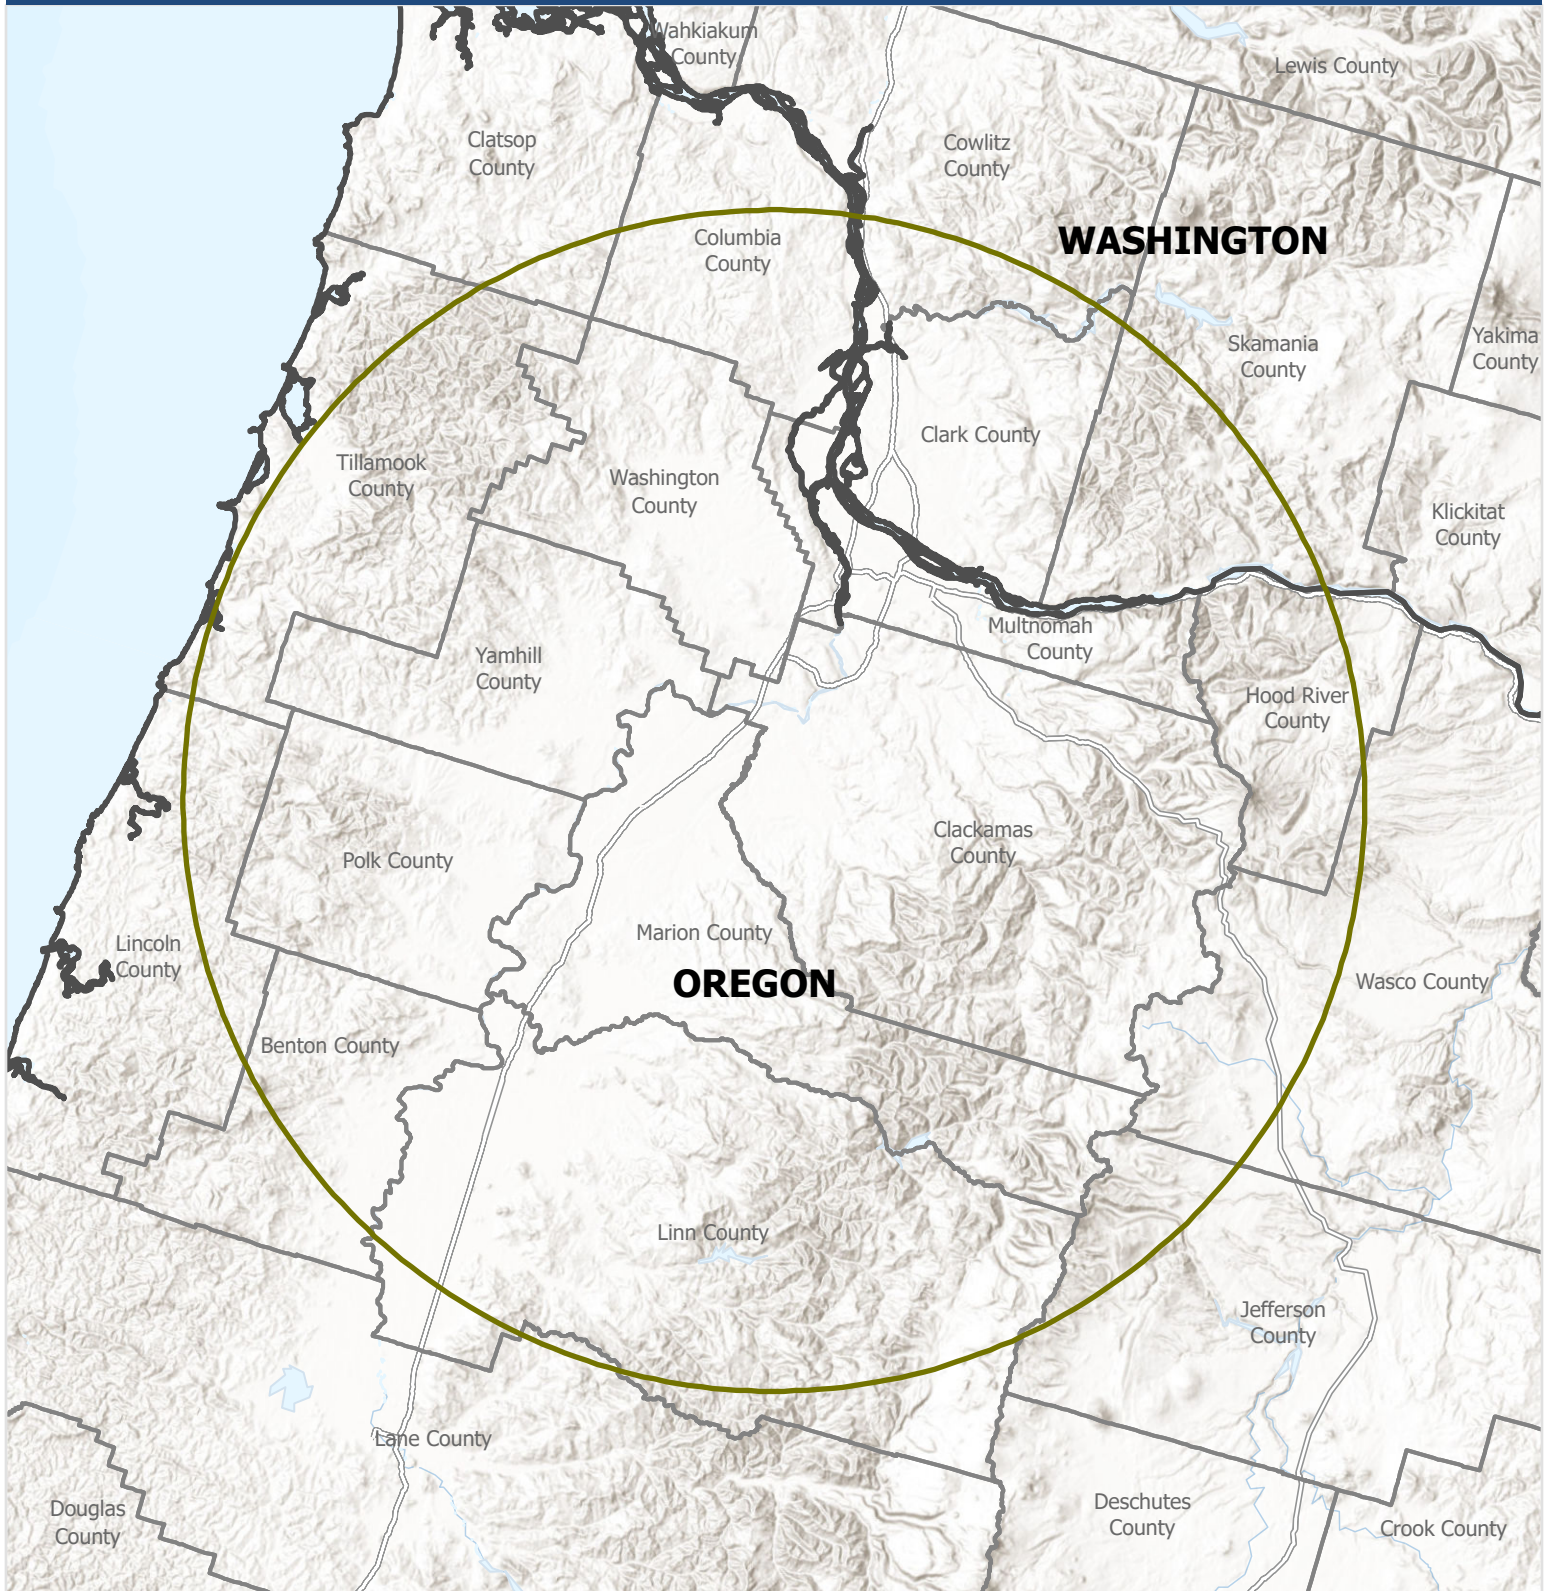 Wahkiakum
County
Lewis County
Clatsop
County
Cowlitz
County
WASHINGTON
Columbia
County
Skamania
County
Yakima
County
Clark County
Tillamook
County
Washington
County
Klickitat
County
Multnomah
County
Yamhill
County
Hood River
County
Clackamas
County
Polk County
Marion County
Lincoln
County
OREGON
Wasco County
Benton County
Linn County
Jefferson
County
Lane County
Douglas
County
Deschutes
County
Crook County